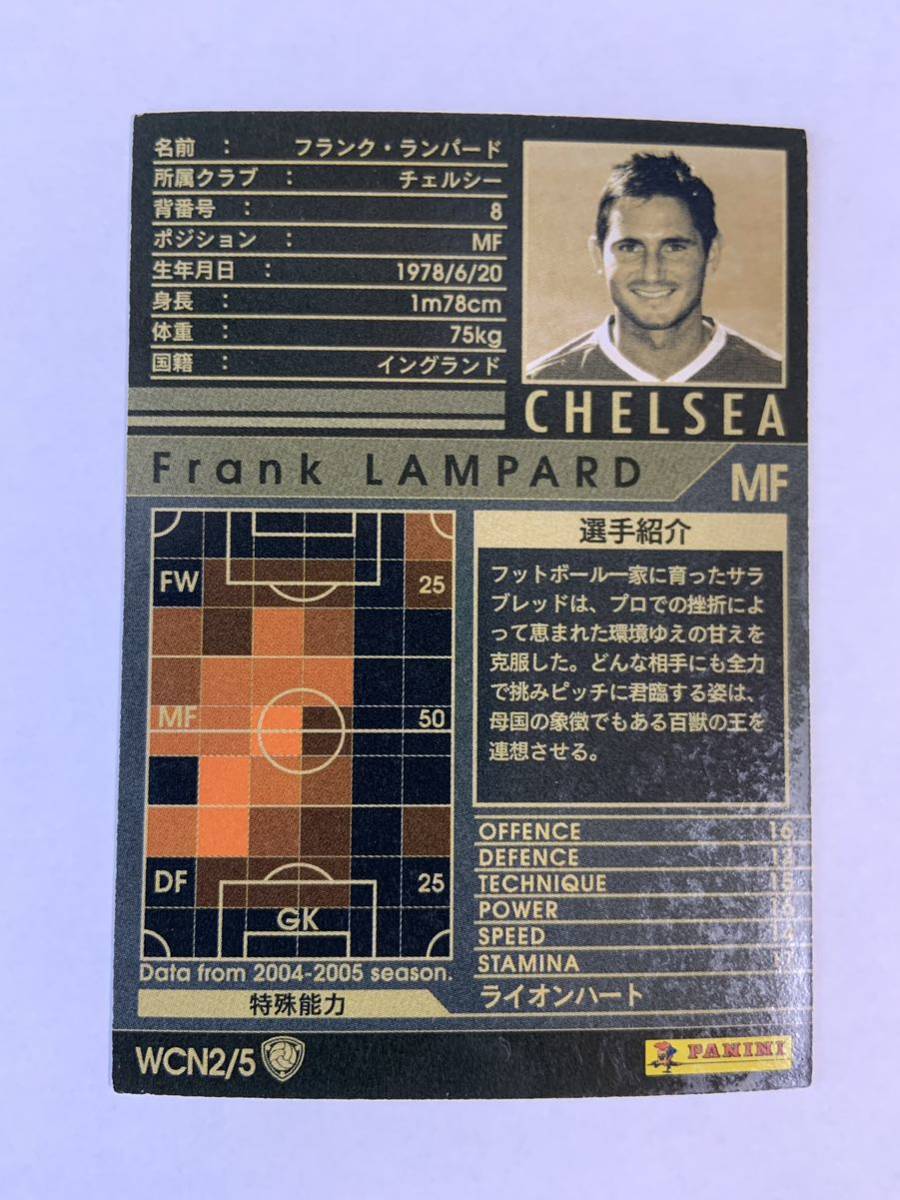 名前 : フランク・ランパード
所属クラブ : チェルシー
背番号 : 8
ポジション : MF
生年月日 : 1978/6/20
身長 : 1m78cm
体重 : 75kg
国籍 : イングランド
CHELSEA
Frank LAMPARD
MF
FW 25
MF 50
DF 25
GK
Data from 2004-2005 season.
選手紹介
フットボール一家に育ったサラ
ブレッドは、プロでの挫折によ
って恵まれた環境ゆえの甘えを
克服した。どんな相手にも全力
で挑みピッチに君臨する姿は、
母国の象徴でもある百獣の王を
連想させる。
OFFENCE 16
DEFENCE
TECHNIQUE 15
POWER 16
SPEED 14
STAMINA
特殊能力
ライオンハート
WCN2/5
PANINI